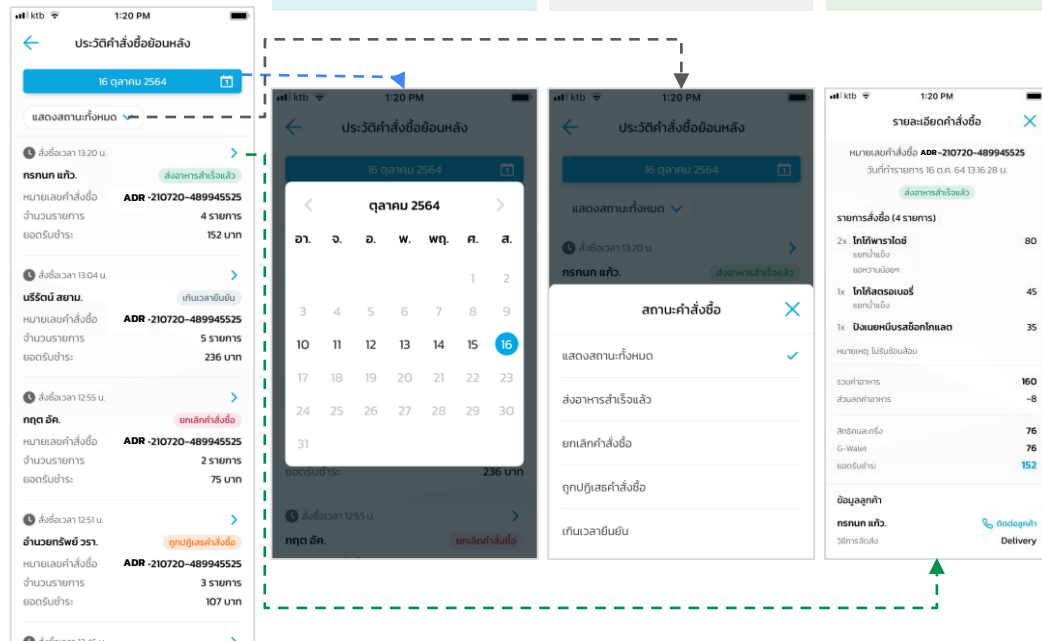 ktb 1:20 PM
ประวัติคำสั่งซื้อย้อนหลัง
16 ตุลาคม 2564
แสดงสถานะทั้งหมด
สั่งซื้อเวลา 13:20 น.
กรกนก แก้ว. ส่งอาหารสำเร็จแล้ว
หมายเลขคำสั่งซื้อ ADR -210720-489945525
จำนวนรายการ 4 รายการ
ยอดรับชำระ 152 บาท
สั่งซื้อเวลา 13:04 น.
นรีรัตน์ สยาม. เกินเวลายืนยัน
หมายเลขคำสั่งซื้อ ADR -210720-489945525
จำนวนรายการ 5 รายการ
ยอดรับชำระ 236 บาท
สั่งซื้อเวลา 12:55 น.
กฤต อัค. ยกเลิกคำสั่งซื้อ
หมายเลขคำสั่งซื้อ ADR -210720-489945525
จำนวนรายการ 2 รายการ
ยอดรับชำระ 75 บาท
สั่งซื้อเวลา 12:51 น.
อำนวยทรัพย์ วรา. ถูกปฏิเสธคำสั่งซื้อ
หมายเลขคำสั่งซื้อ ADR -210720-489945525
จำนวนรายการ 3 รายการ
ยอดรับชำระ 107 บาท
ktb 1:20 PM
ประวัติคำสั่งซื้อย้อนหลัง
16 ตุลาคม 2564
ตุลาคม 2564
อา. จ. อ. พ. พฤ. ศ. ส.
1 2
3 4 5 6 7 8 9
10 11 12 13 14 15 16
17 18 19 20 21 22 23
24 25 26 27 28 29 30
31
ยอดรับชำระ 236 บาท
สั่งซื้อเวลา 12:55 น.
กฤต อัค. ยกเลิกคำสั่งซื้อ
ktb 1:20 PM
ประวัติคำสั่งซื้อย้อนหลัง
16 ตุลาคม 2564
แสดงสถานะทั้งหมด
สั่งซื้อเวลา 13:20 น.
กรกนก แก้ว. ส่งอาหารสำเร็จแล้ว
สถานะคำสั่งซื้อ
แสดงสถานะทั้งหมด
ส่งอาหารสำเร็จแล้ว
ยกเลิกคำสั่งซื้อ
ถูกปฏิเสธคำสั่งซื้อ
เกินเวลายืนยัน
ktb 1:20 PM
รายละเอียดคำสั่งซื้อ
หมายเลขคำสั่งซื้อ ADR-210720-489945525
วันที่ทำรายการ 16 ต.ค. 64 13:16:28 น.
ส่งอาหารสำเร็จแล้ว
รายการสั่งซื้อ (4 รายการ)
2x โกโก้พาราไดซ์ 80
แยกน้ำแข็ง
ขอหวานน้อยๆ
1x โกโก้สตรอเบอรี่ 45
แยกน้ำแข็ง
1x ปังเนยหนึบรสช็อกโกแลต 35
หมายเหตุ: ไม่รับช้อนส้อม
รวมค่าอาหาร 160
ส่วนลดค่าอาหาร -8
สิทธิคนละครึ่ง 76
G-Walet 76
ยอดรับชำระ 152
ข้อมูลลูกค้า
กรกนก แก้ว. ติดต่อลูกค้า
วิธีการจัดส่ง Delivery